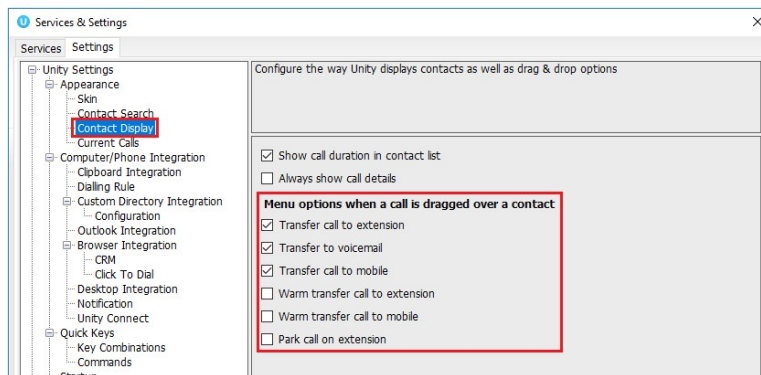 Services & Settings
Services Settings
Unity Settings
Appearance
Skin
Contact Search
Contact Display
Current Calls
Computer/Phone Integration
Clipboard Integration
Dialling Rule
Custom Directory Integration
Configuration
Outlook Integration
Browser Integration
CRM
Click To Dial
Desktop Integration
Notification
Unity Connect
Quick Keys
Key Combinations
Commands
Configure the way Unity displays contacts as well as drag & drop options
Show call duration in contact list
Always show call details
Menu options when a call is dragged over a contact
Transfer call to extension
Transfer to voicemail
Transfer call to mobile
Warm transfer call to extension
Warm transfer call to mobile
Park call on extension